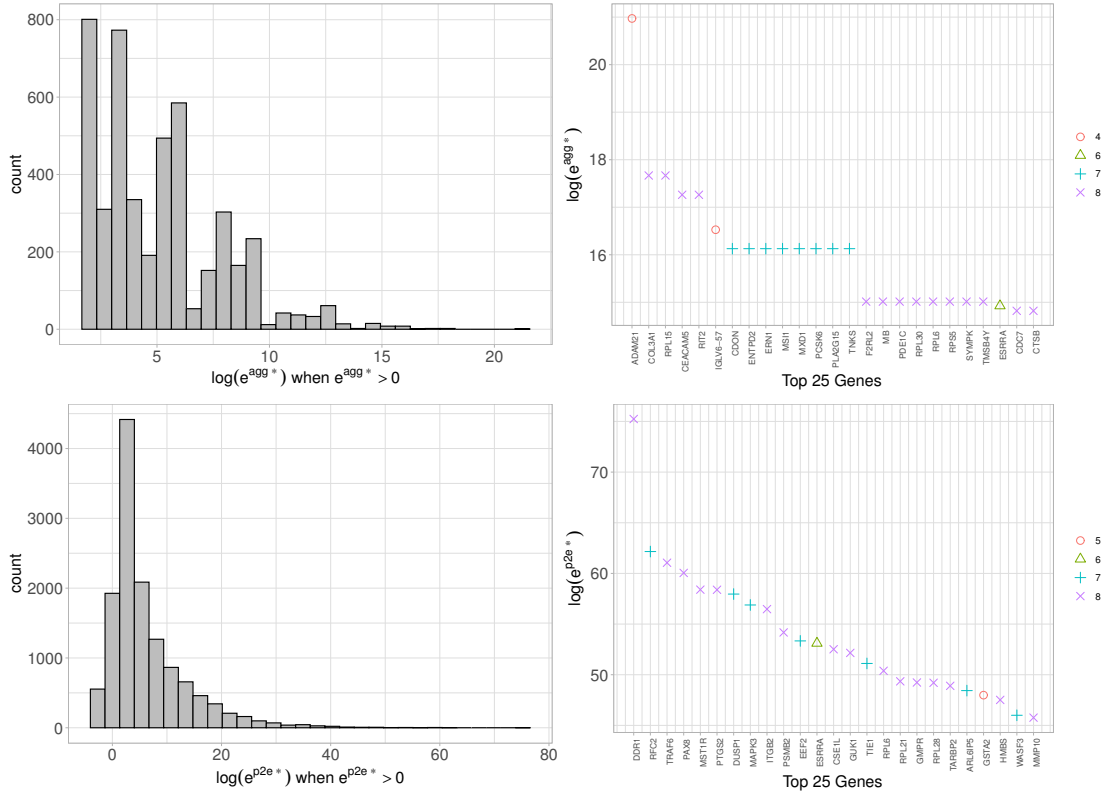 800
600
400
200
0
count
5
10
15
20
log(e^agg *) when e^agg * > 0
20
18
16
log(e^agg *)
ADAM21
COL3A1
RPL15
CEACAM5
RIT2
IGLV6−57
CDON
ENTPD2
ERN1
MSI1
MXD1
PCSK6
PLA2G15
TNKS
F2RL2
MB
PDE1C
RPL30
RPL6
RPS5
SYMPK
TMSB4Y
ESRRA
CDC7
CTSB
Top 25 Genes
4
6
7
8
4000
3000
2000
1000
0
count
0
20
40
60
80
log(e^p2e *) when e^p2e * > 0
70
60
50
log(e^p2e *)
DDR1
RFC2
TRAF6
PAX8
MST1R
PTGS2
DUSP1
MAPK3
ITGB2
PSMB2
EEF2
ESRRA
CSE1L
GUK1
TIE1
RPL6
RPL21
GMPR
RPL28
TARBP2
ARL6IP5
GSTA2
HMBS
WASF3
MMP10
Top 25 Genes
5
6
7
8